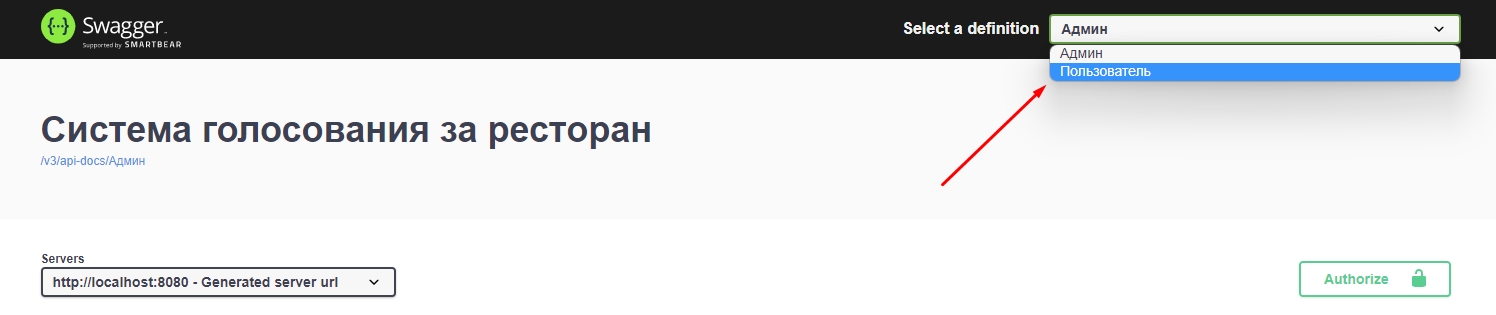 Swagger.
Supported by SMARTBEAR
Select a definition
Админ
Админ
Пользователь
Система голосования за ресторан
/v3/api-docs/Админ
Servers
http://localhost:8080 - Generated server url
Authorize